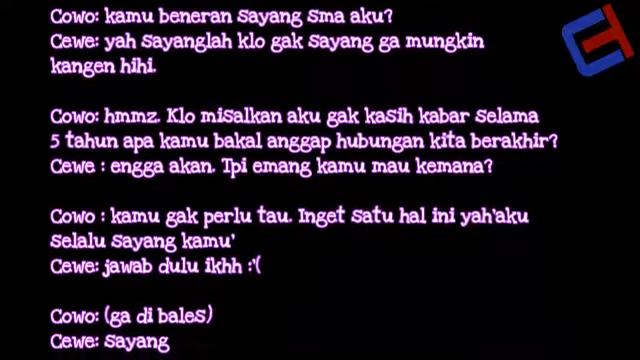 Cowo: kamu beneran sayang sma aku?
Cewe: yah sayanglah klo gak sayang ga mungkin
kangen hihi.
Cowo: hmmz. Klo misalkan aku gak kasih kabar selama
5 tahun apa kamu bakal anggap hubungan kita berakhir?
Cewe : engga akan. Tpi emang kamu mau kemana?
Cowo : kamu gak perlu tau. Inget satu hal ini yah'aku
selalu sayang kamu'
Cewe: jawab dulu ikhh :'(
Cowo: (ga di bales)
Cewe: sayang